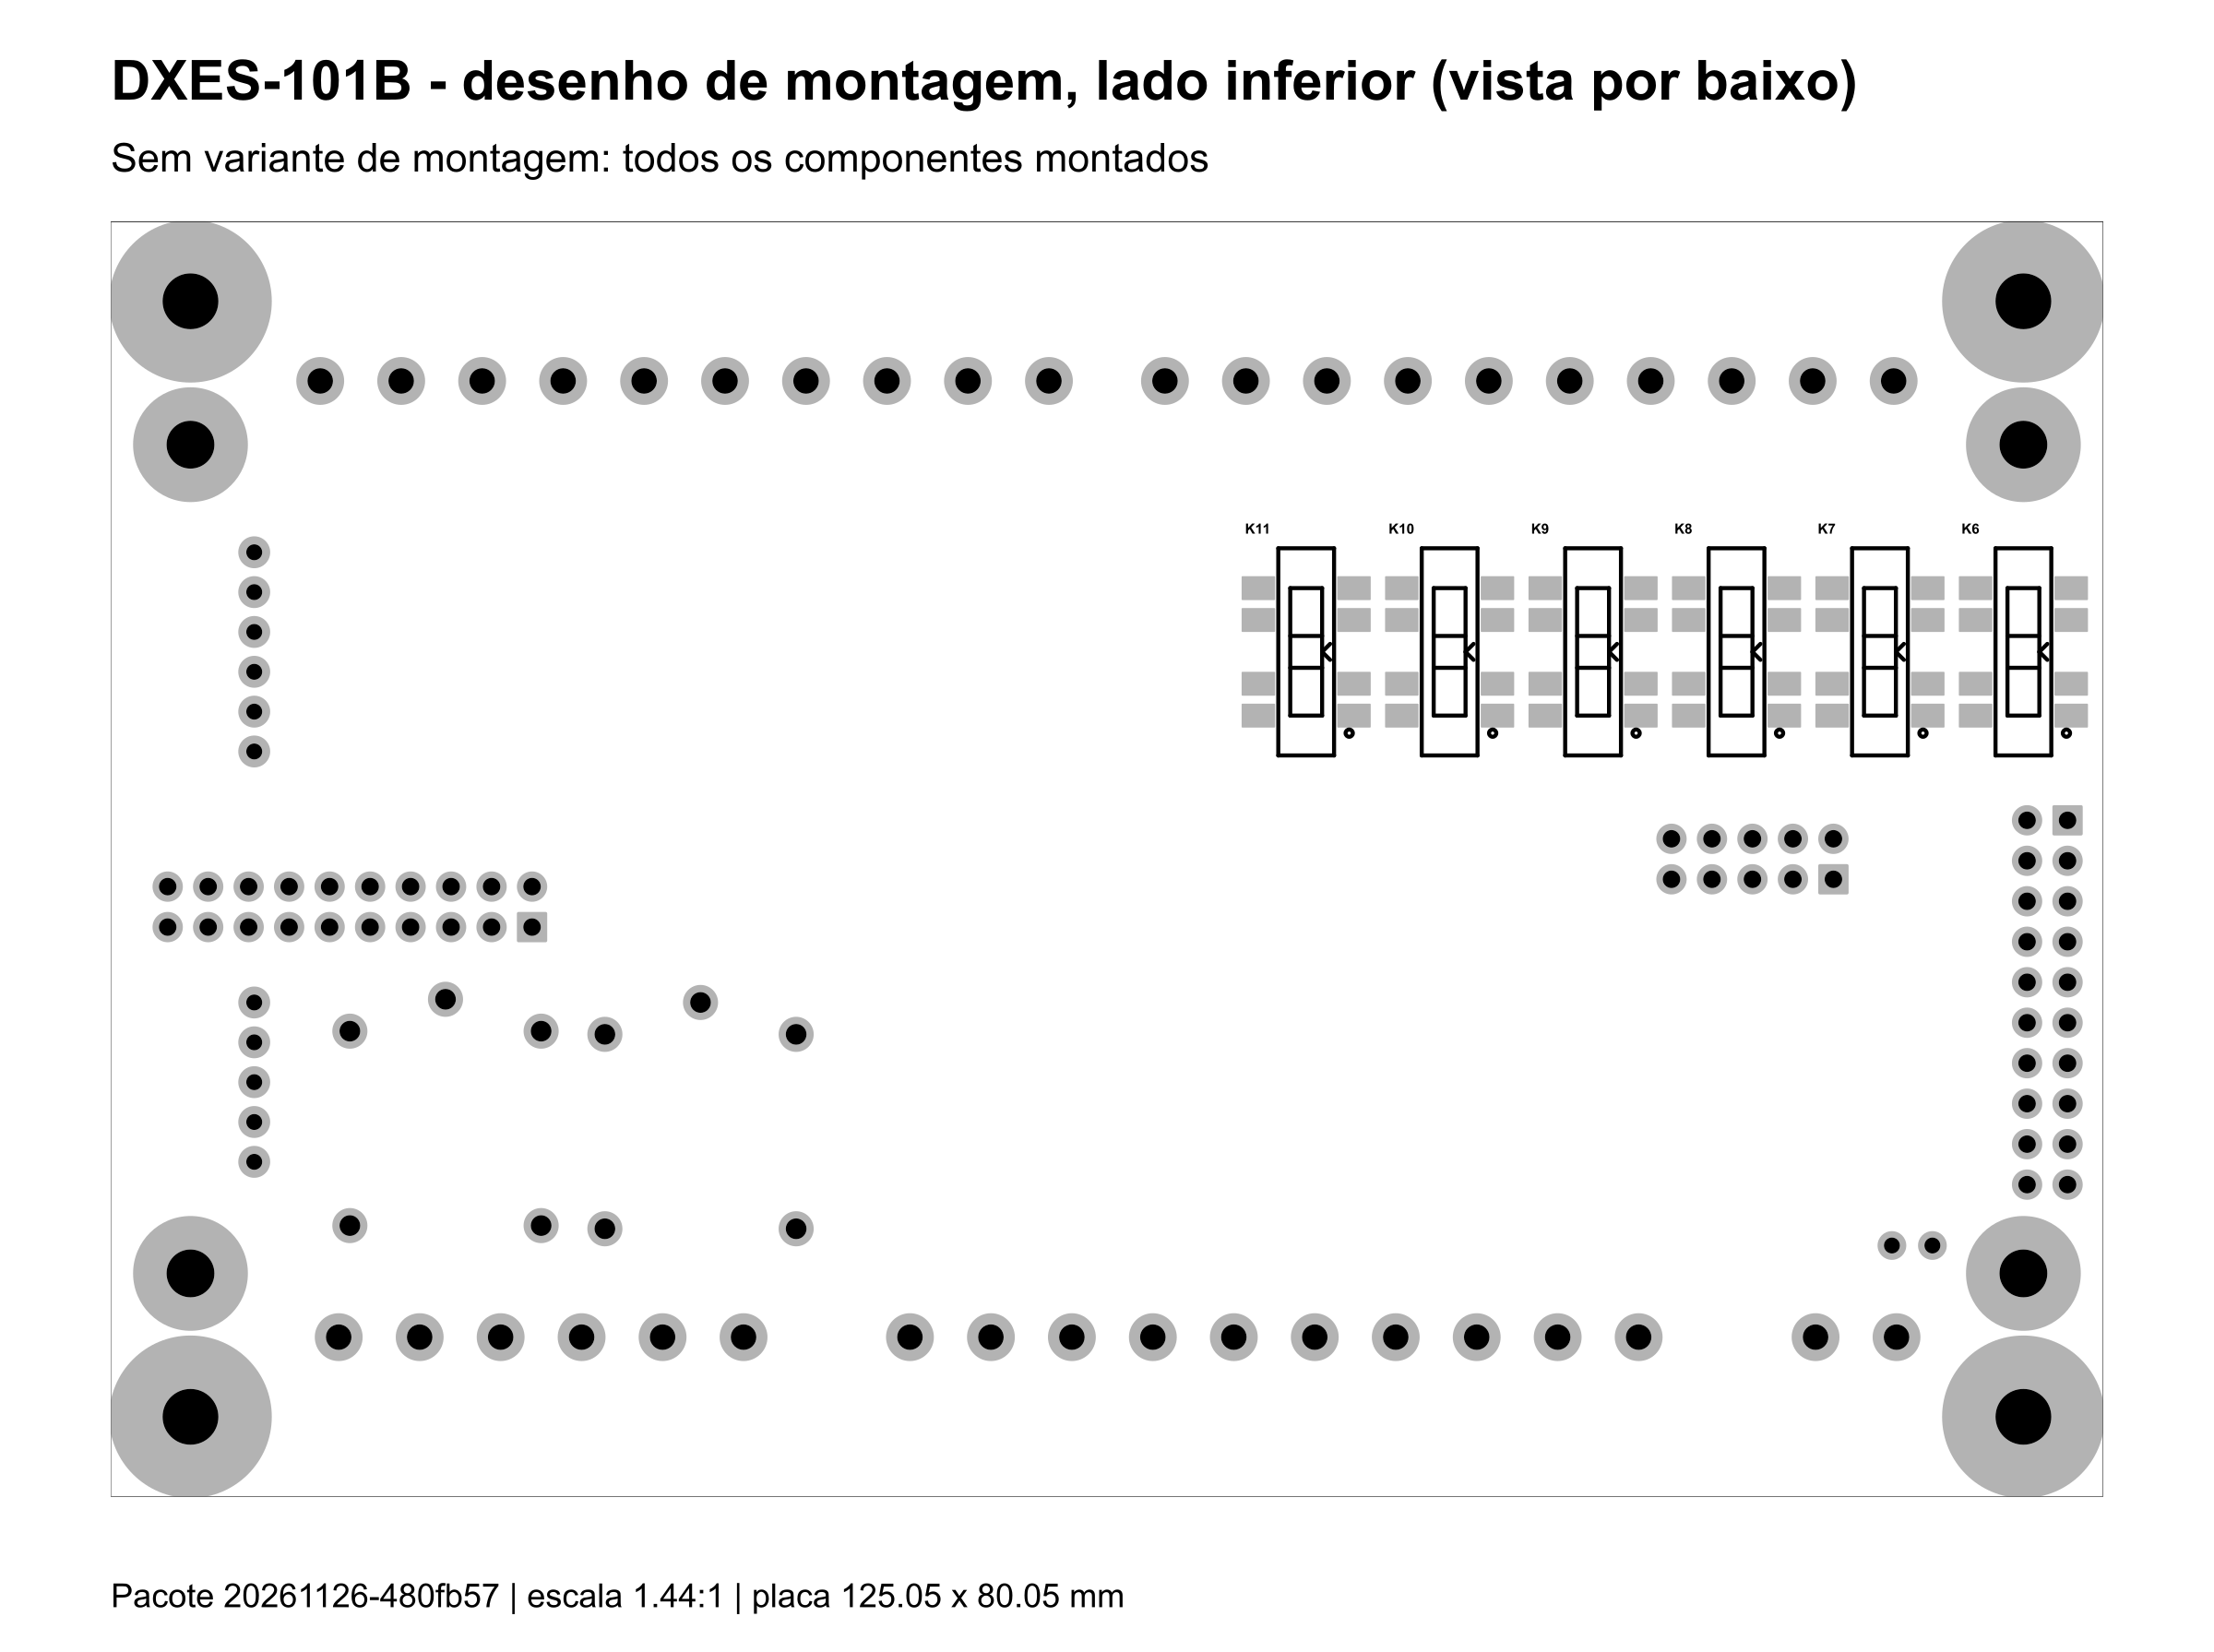 DXES-101B - desenho de montagem, lado inferior (vista por baixo)
Sem variante de montagem: todos os componentes montados
K11 K10 K9 K8 K7 K6
Pacote 20261126-480fb57 | escala 1.44:1 | placa 125.05 x 80.05 mm